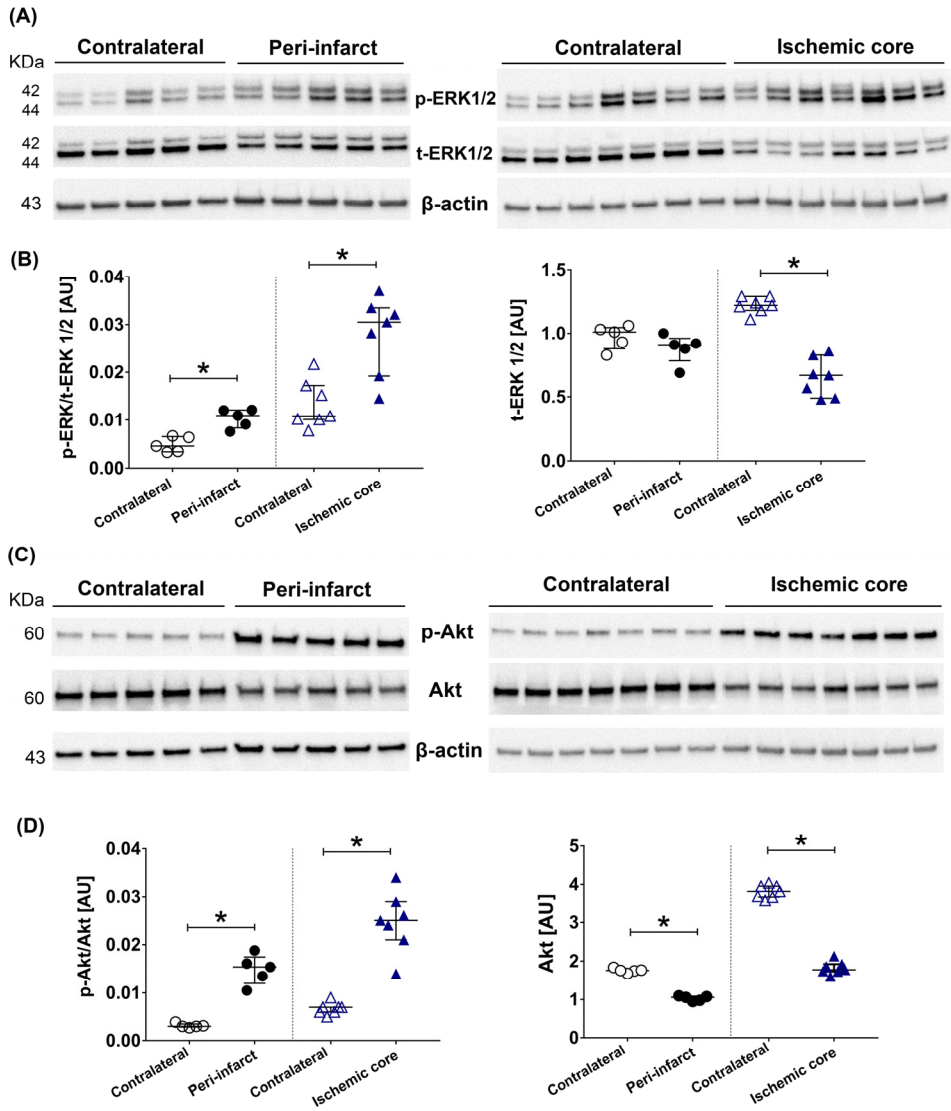 (A)
Contralateral Peri-infarct Contralateral Ischemic core
KDa
42
44
p-ERK1/2
42
44
t-ERK1/2
43
β-actin
(B)
p-ERK/t-ERK 1/2 [AU]
0.04
0.03
0.02
0.01
0.00
*
*
Contralateral
Peri-infarct
Contralateral
Ischemic core
t-ERK 1/2 [AU]
1.5
1.0
0.5
0.0
*
Contralateral
Peri-infarct
Contralateral
Ischemic core
(C)
Contralateral Peri-infarct Contralateral Ischemic core
KDa
60
p-Akt
60
Akt
43
β-actin
(D)
p-Akt/Akt [AU]
0.04
0.03
0.02
0.01
0.00
*
*
Contralateral
Peri-infarct
Contralateral
Ischemic core
Akt [AU]
5
4
3
2
1
0
*
*
Contralateral
Peri-infarct
Contralateral
Ischemic core